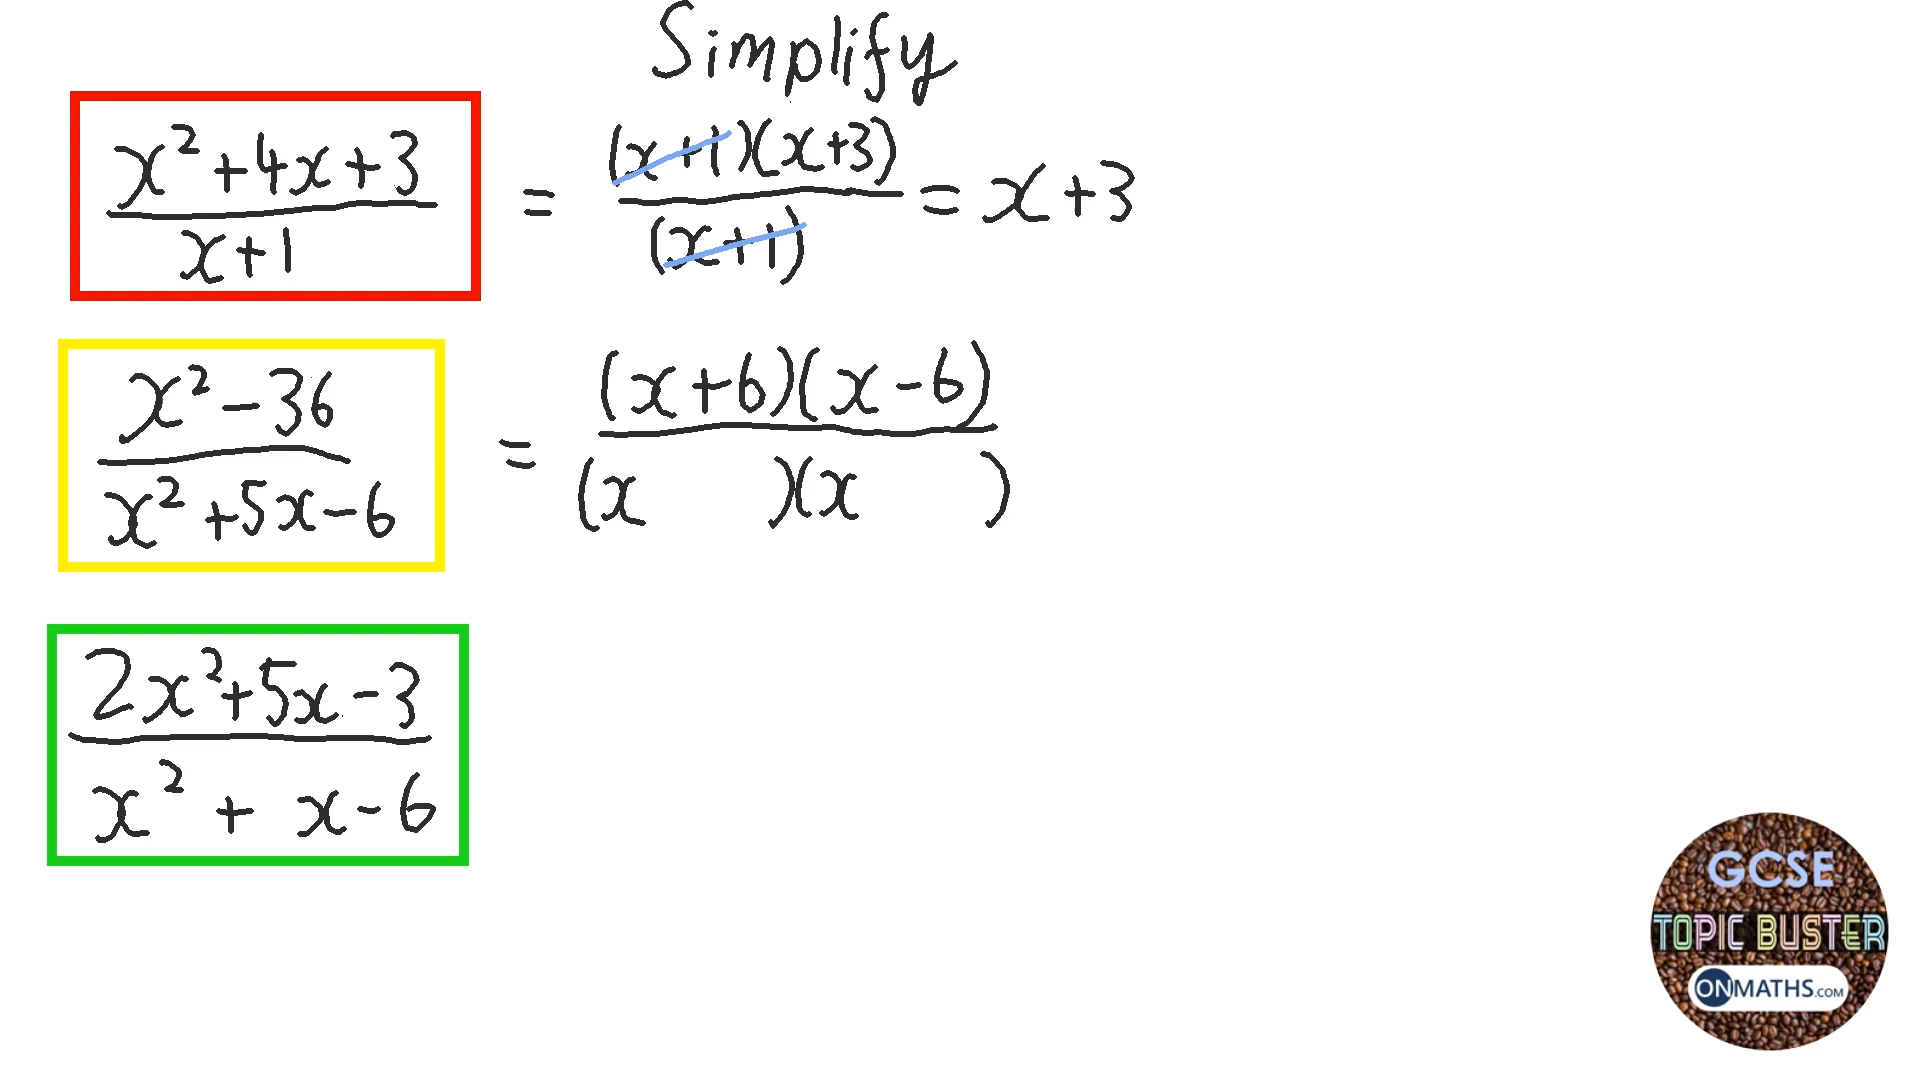 Simplify
x²+4x+3
x+1
=
(x+1)(x+3)
(x+1)
= x+3
x²-36
x²+5x-6
=
(x+6)(x-6)
(x )(x )
2x²+5x-3
x² + x-6
GCSE
TOPIC BUSTER
ONMATHS.COM